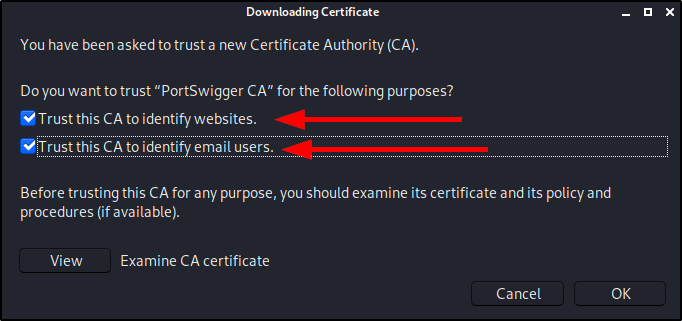 Downloading Certificate
You have been asked to trust a new Certificate Authority (CA).
Do you want to trust “PortSwigger CA” for the following purposes?
Trust this CA to identify websites.
Trust this CA to identify email users.
Before trusting this CA for any purpose, you should examine its certificate and its policy and
procedures (if available).
View Examine CA certificate
Cancel OK